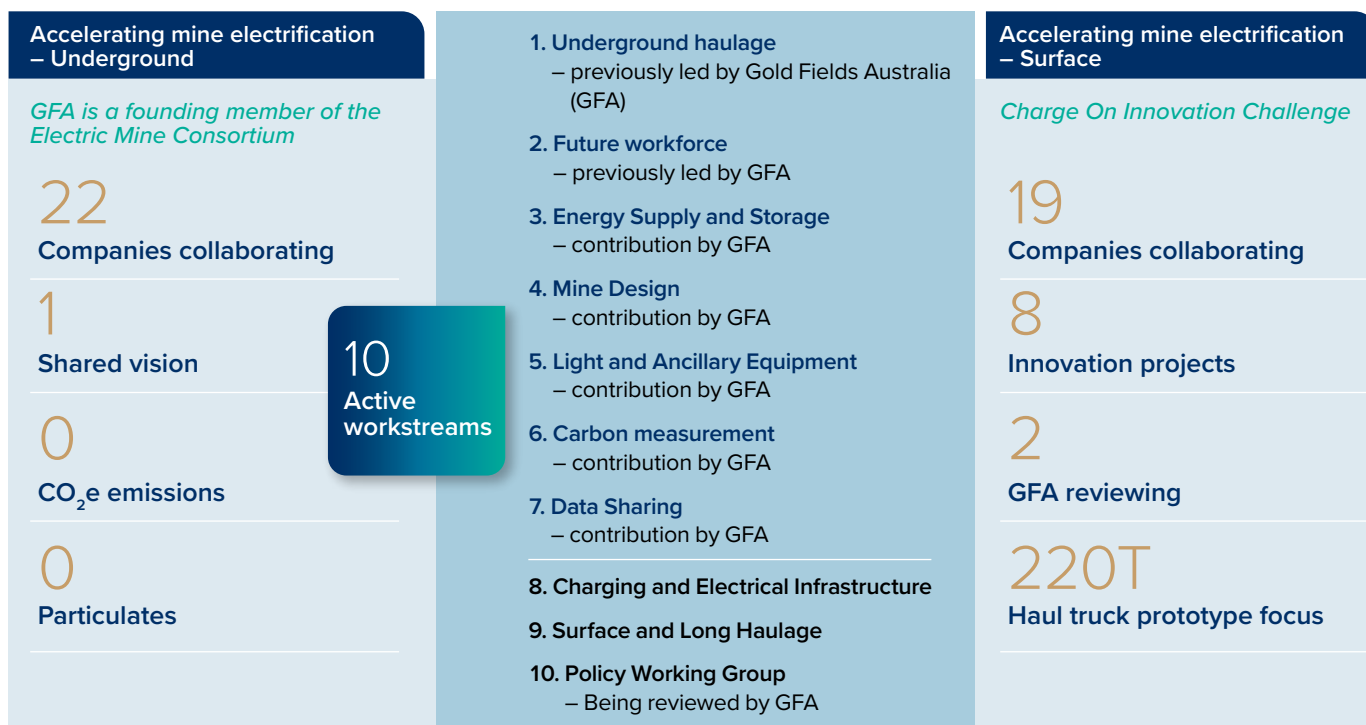 Accelerating mine electrification
– Underground
GFA is a founding member of the
Electric Mine Consortium
22
Companies collaborating
1
Shared vision
0
CO₂e emissions
0
Particulates
10
Active
workstreams
1. Underground haulage
– previously led by Gold Fields Australia
(GFA)
2. Future workforce
– previously led by GFA
3. Energy Supply and Storage
– contribution by GFA
4. Mine Design
– contribution by GFA
5. Light and Ancillary Equipment
– contribution by GFA
6. Carbon measurement
– contribution by GFA
7. Data Sharing
– contribution by GFA
8. Charging and Electrical Infrastructure
9. Surface and Long Haulage
10. Policy Working Group
– Being reviewed by GFA
Accelerating mine electrification
– Surface
Charge On Innovation Challenge
19
Companies collaborating
8
Innovation projects
2
GFA reviewing
220T
Haul truck prototype focus